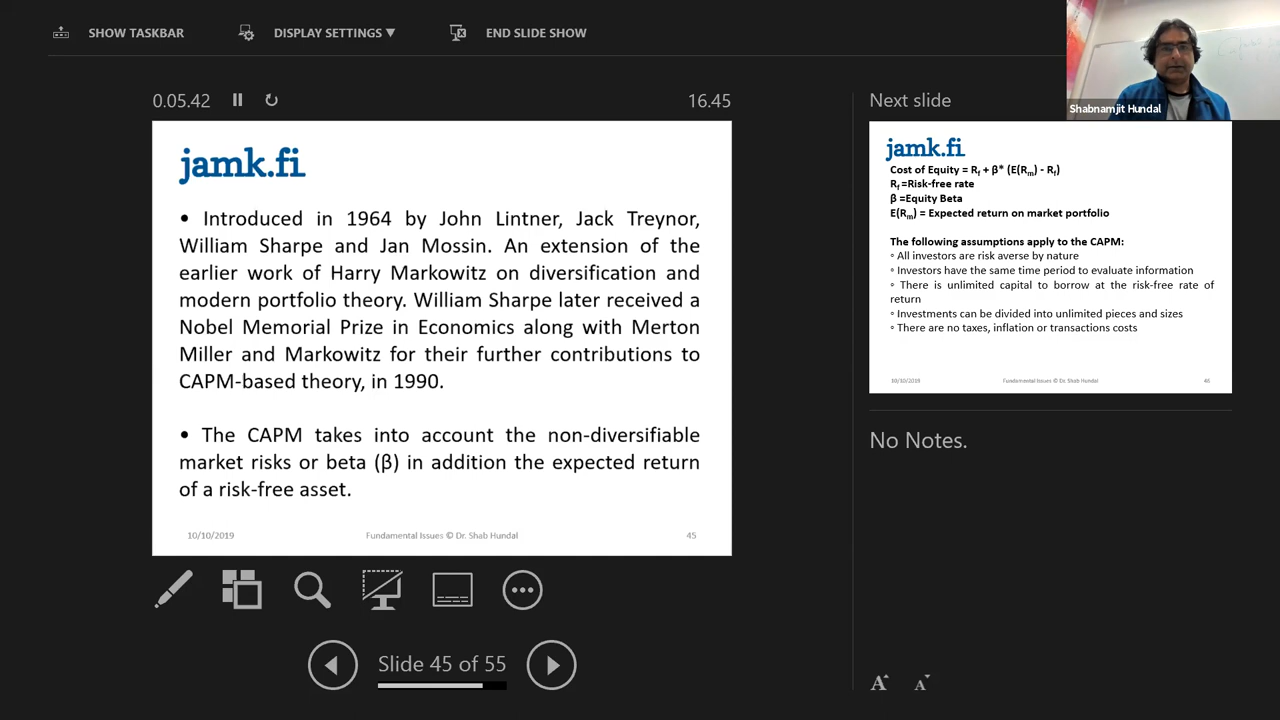 SHOW TASKBAR
DISPLAY SETTINGS ▼
END SLIDE SHOW
Shabnamjit Hundal
0.05.42
16.45
jamk.fi
• Introduced in 1964 by John Lintner, Jack Treynor,
William Sharpe and Jan Mossin. An extension of the
earlier work of Harry Markowitz on diversification and
modern portfolio theory. William Sharpe later received a
Nobel Memorial Prize in Economics along with Merton
Miller and Markowitz for their further contributions to
CAPM-based theory, in 1990.
• The CAPM takes into account the non-diversifiable
market risks or beta (β) in addition the expected return
of a risk-free asset.
10/10/2019
Fundamental Issues © Dr. Shab Hundal
45
Slide 45 of 55
Next slide
jamk.fi
Cost of Equity = Rf + β* (E(Rm) - Rf)
Rf =Risk-free rate
β =Equity Beta
E(Rm) = Expected return on market portfolio
The following assumptions apply to the CAPM:
◦ All investors are risk averse by nature
◦ Investors have the same time period to evaluate information
◦ There is unlimited capital to borrow at the risk-free rate of
return
◦ Investments can be divided into unlimited pieces and sizes
◦ There are no taxes, inflation or transactions costs
10/10/2019
Fundamental Issues © Dr. Shab Hundal
46
No Notes.
A A